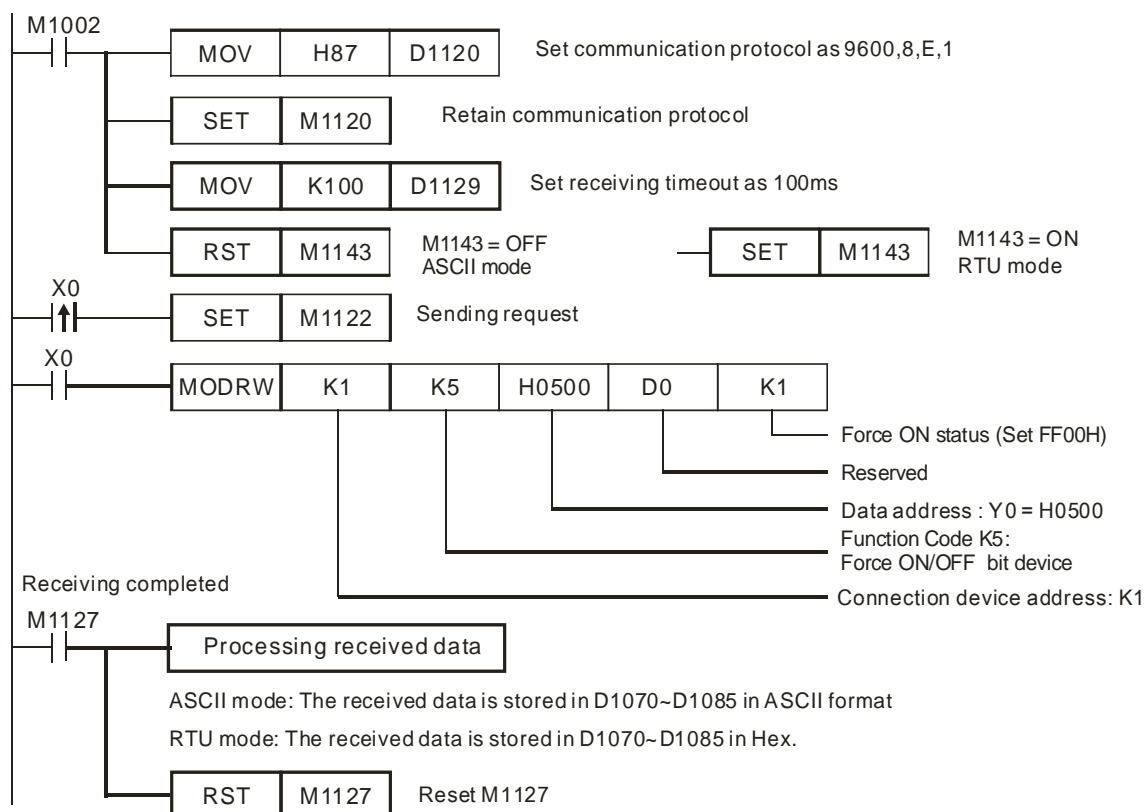 M1002
MOV H87 D1120 Set communication protocol as 9600,8,E,1
SET M1120 Retain communication protocol
MOV K100 D1129 Set receiving timeout as 100ms
RST M1143 M1143 = OFF
ASCII mode
SET M1143 M1143 = ON
RTU mode
X0
SET M1122 Sending request
X0
MODRW K1 K5 H0500 D0 K1
Force ON status (Set FF00H)
Reserved
Data address : Y0 = H0500
Function Code K5:
Force ON/OFF bit device
Connection device address: K1
Receiving completed
M1127
Processing received data
ASCII mode: The received data is stored in D1070~D1085 in ASCII format
RTU mode: The received data is stored in D1070~D1085 in Hex.
RST M1127 Reset M1127